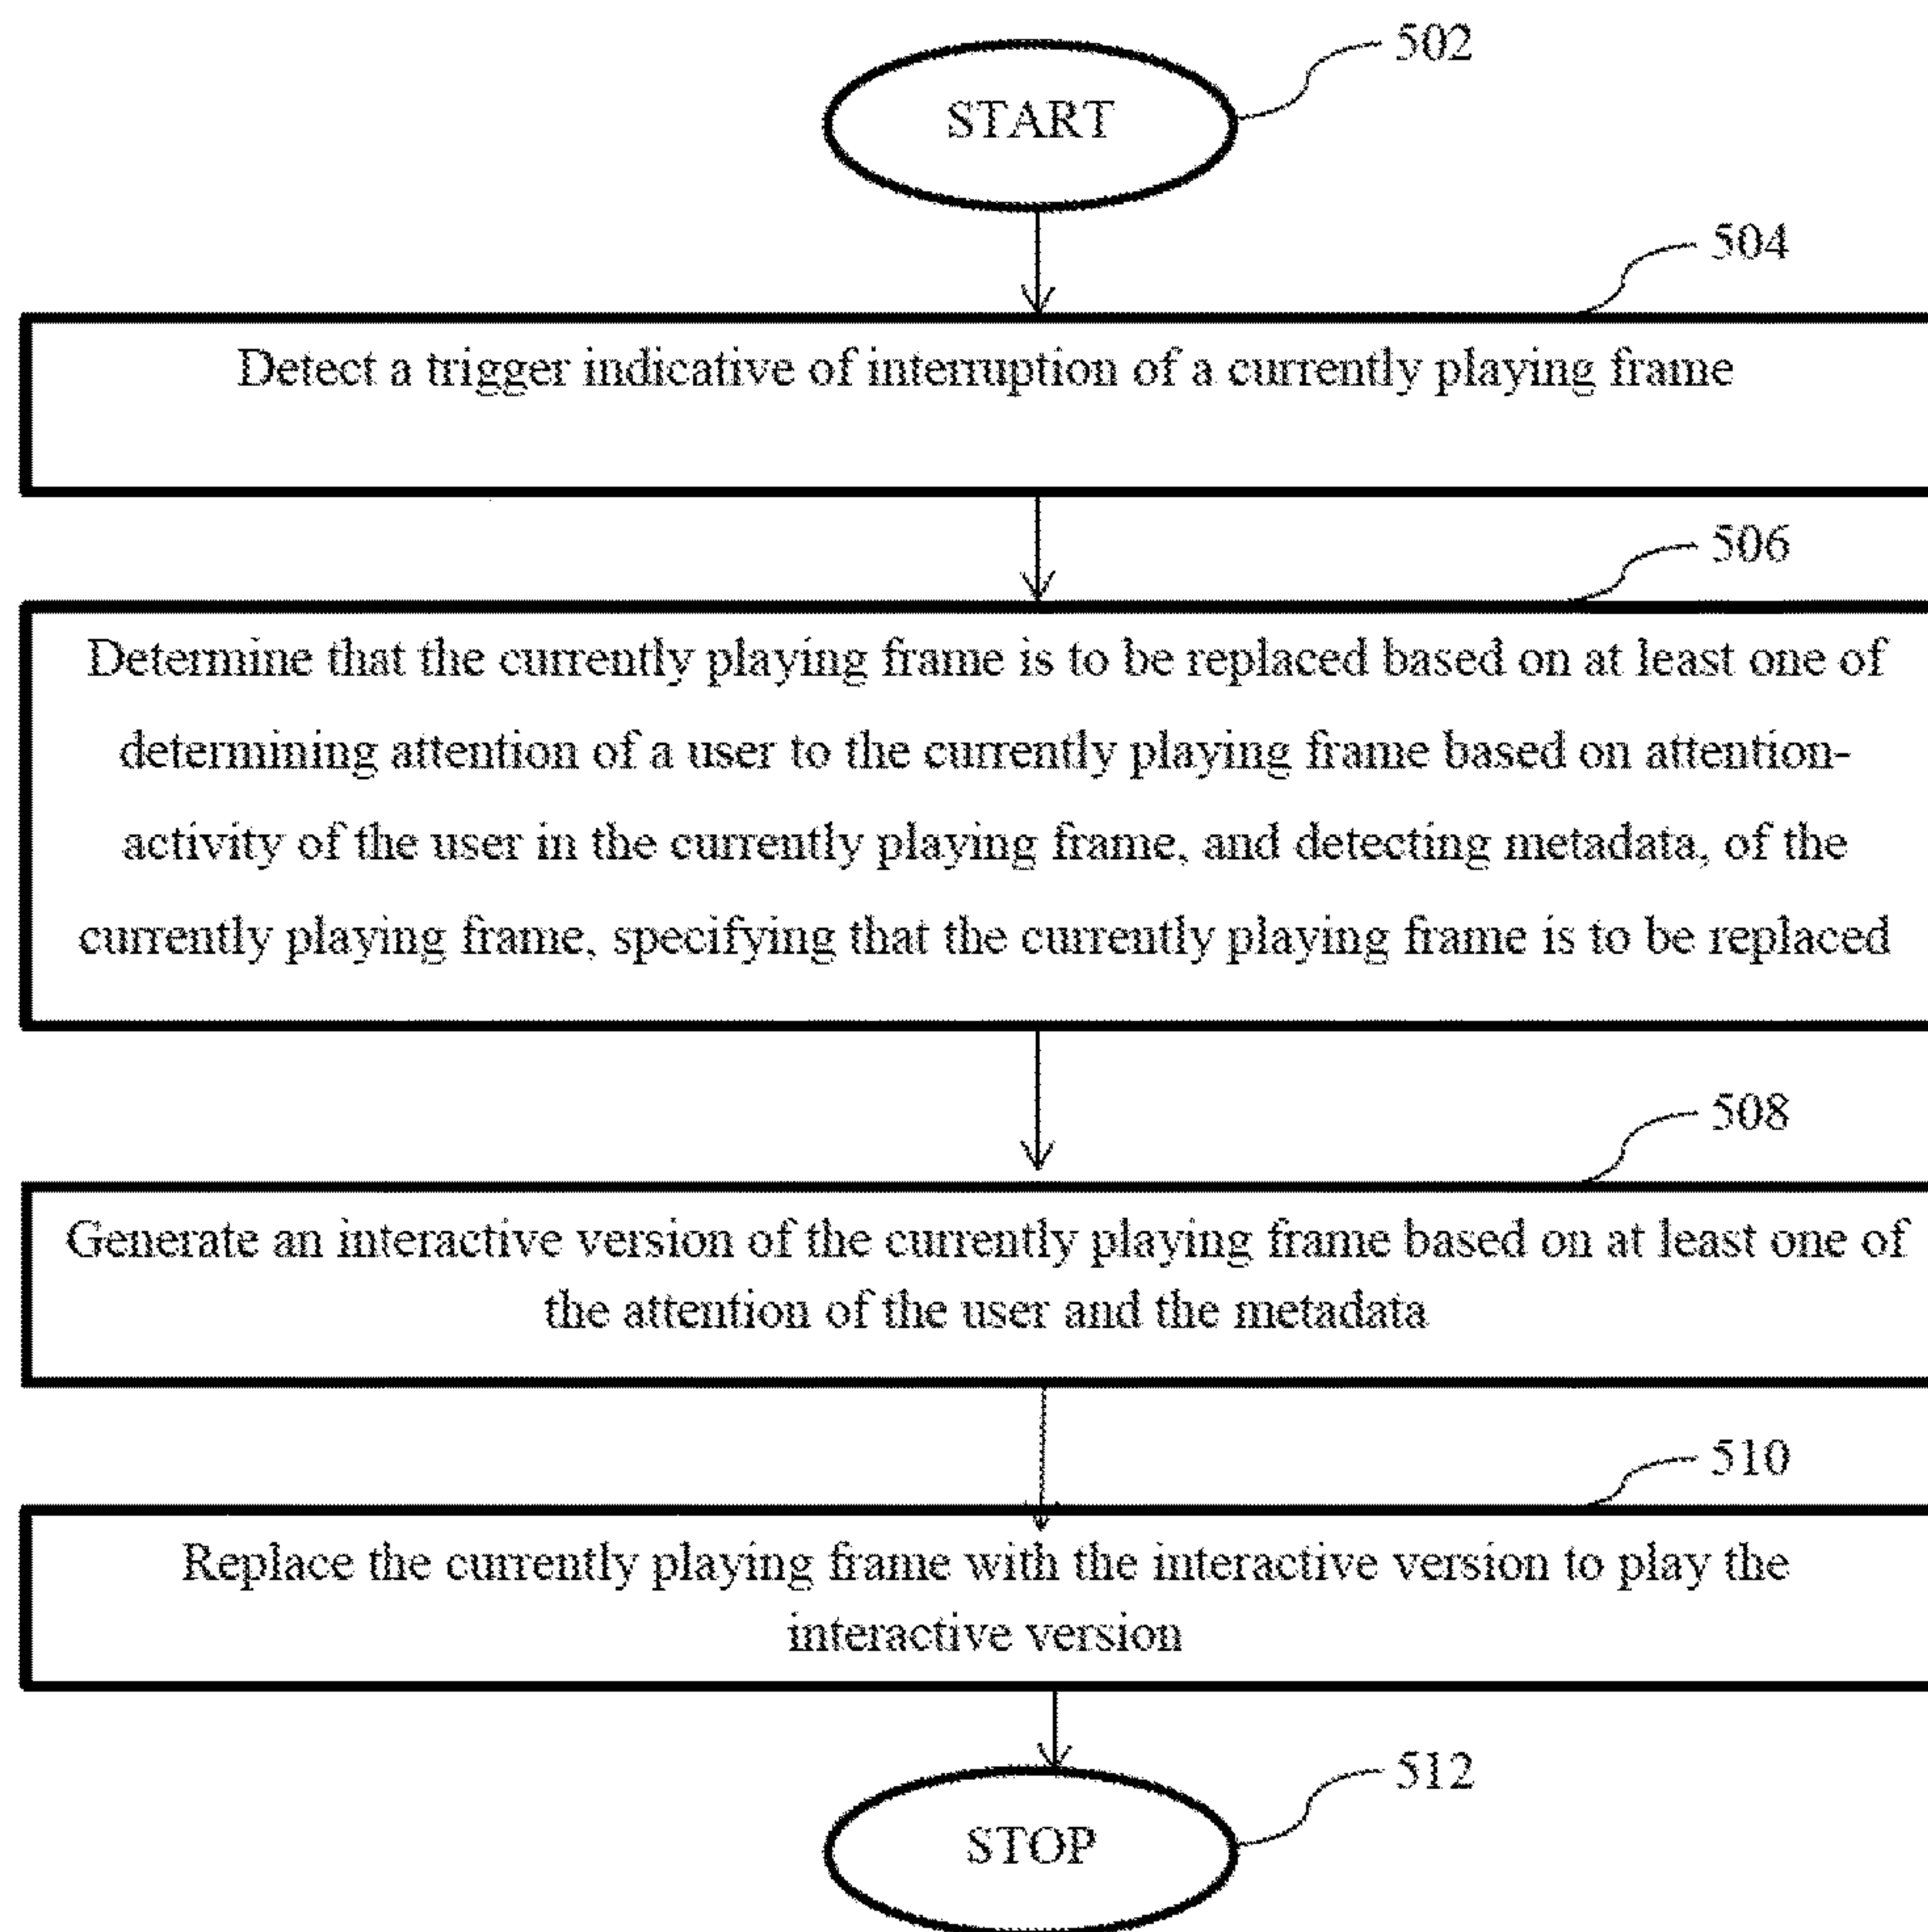 502
START
504
Detect a trigger indicative of interruption of a currently playing frame
506
Determine that the currently playing frame is to be replaced based on at least one of
determining attention of a user to the currently playing frame based on attention-
activity of the user in the currently playing frame, and detecting metadata, of the
currently playing frame, specifying that the currently playing frame is to be replaced
508
Generate an interactive version of the currently playing frame based on at least one of
the attention of the user and the metadata
510
Replace the currently playing frame with the interactive version to play the
interactive version
512
STOP